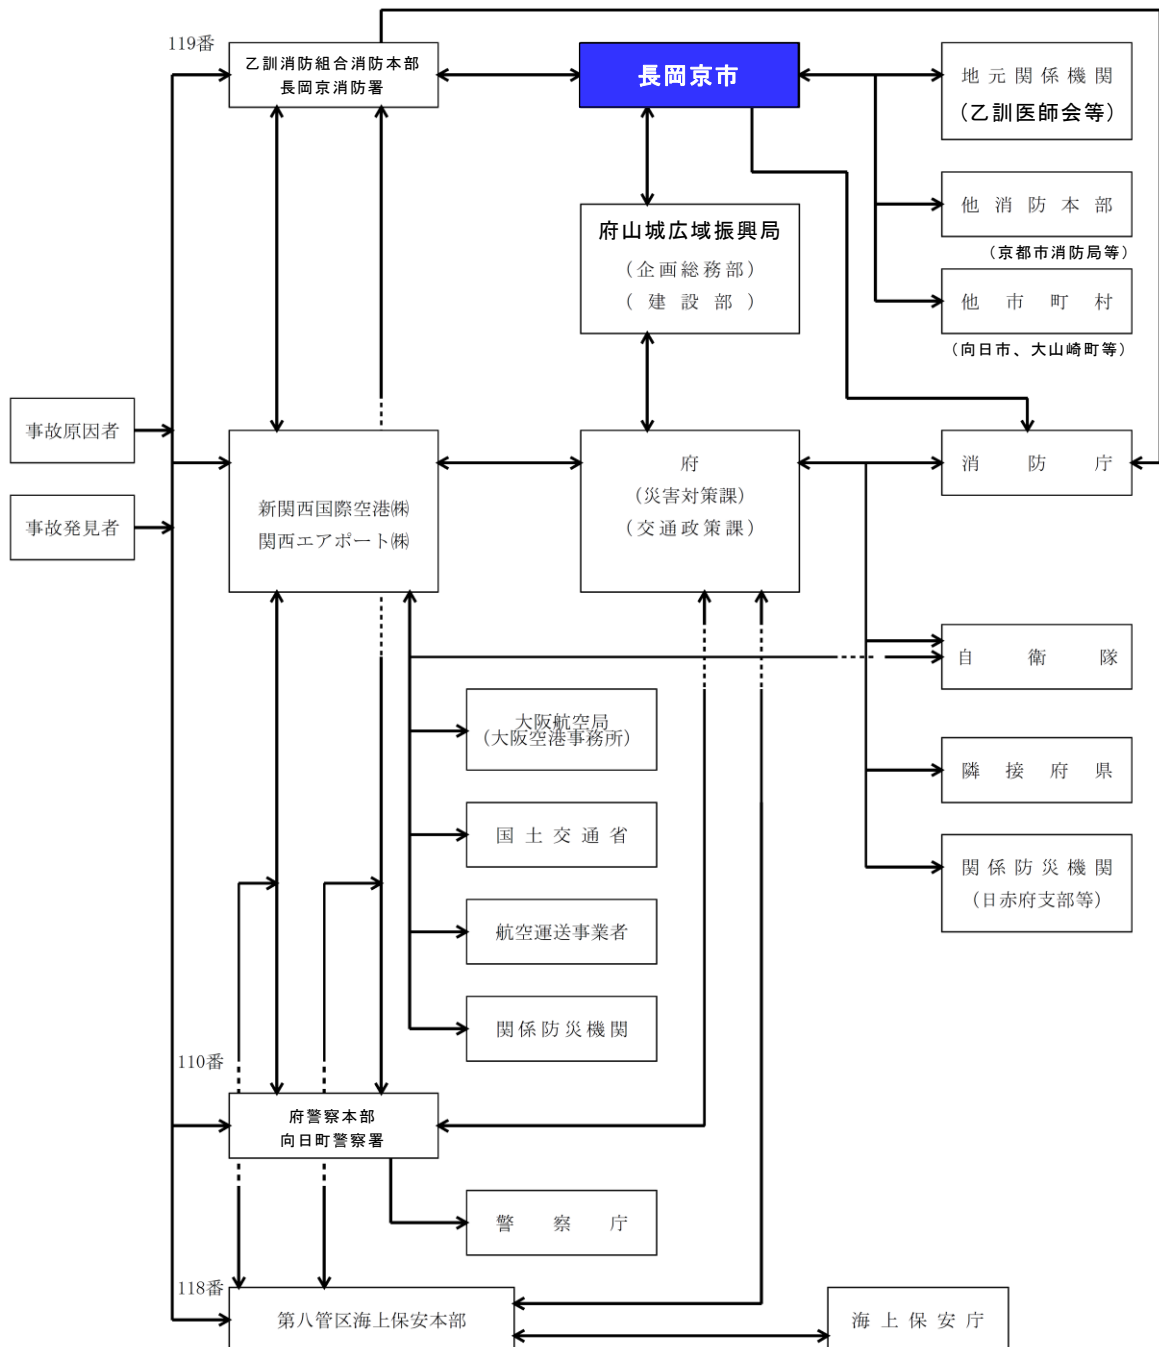 119番
乙訓消防組合消防本部
長岡京消防署
長岡京市
地元関係機関
(乙訓医師会等)
他消防本部
(京都市消防局等)
府山城広域振興局
(企画総務部)
(建設部)
他市町村
(向日市、大山崎町等)
事故原因者
事故発見者
新関西国際空港㈱
関西エアポート㈱
府
(災害対策課)
(交通政策課)
消防庁
自衛隊
大阪航空局
(大阪空港事務所)
隣接府県
国土交通省
関係防災機関
(日赤府支部等)
航空運送事業者
関係防災機関
110番
府警察本部
向日町警察署
警察庁
118番
第八管区海上保安本部
海上保安庁